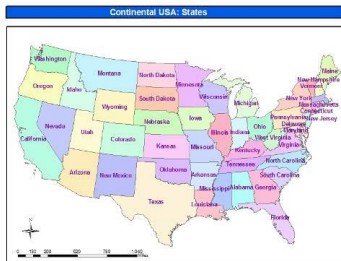 Continental USA: States
Washington
Maine
Montana
North Dakota
Minnesota
New Hampshire
Vermont
Oregon
Idaho
South Dakota
Wisconsin
Michigan
New York
Massachusetts
Connecticut
Wyoming
Nebraska
Iowa
Pennsylvania
New Jersey
Delaware
Maryland
Nevada
Utah
Colorado
Illinois
Indiana
Ohio
West Virginia
Virginia
California
Kansas
Missouri
Kentucky
Arizona
New Mexico
Oklahoma
Arkansas
Tennessee
North Carolina
South Carolina
Texas
Mississippi
Alabama
Georgia
Louisiana
Florida